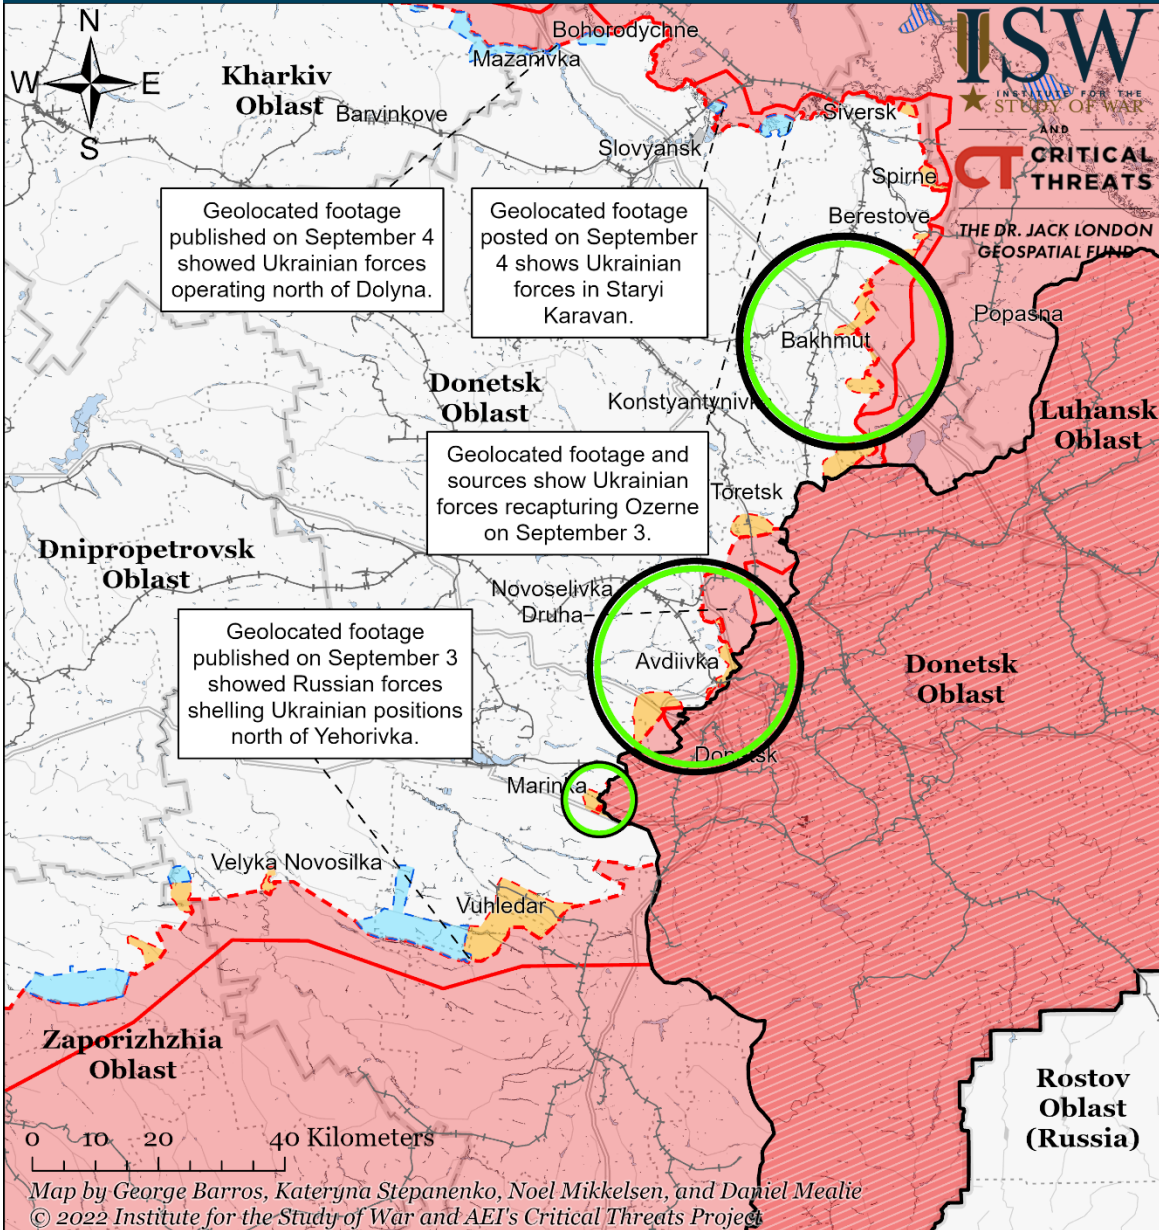 N
W
E
S
Kharkiv
Oblast
Barvinkove
Bohorodychne
Mazanivka
Slovyansk
Siversk
Spirne
Berestove
ISW
INSTITUTE FOR THE
STUDY OF WAR
AND
CT CRITICAL
THREATS
THE DR. JACK LONDON
GEOSPATIAL FUND
Geolocated footage
published on September 4
showed Ukrainian forces
operating north of Dolyna.
Geolocated footage
posted on September
4 shows Ukrainian
forces in Staryi
Karavan.
Popasna
Bakhmut
Donetsk
Oblast
Konstyantynivka
Luhansk
Oblast
Geolocated footage and
sources show Ukrainian
forces recapturing Ozerne
on September 3.
Toretsk
Dnipropetrovsk
Oblast
Novoselivka
Druha
Geolocated footage
published on September 3
showed Russian forces
shelling Ukrainian positions
north of Yehorivka.
Avdiivka
Donetsk
Oblast
Donetsk
Marinka
Velyka Novosilka
Vuhledar
Zaporizhzhia
Oblast
Rostov
Oblast
(Russia)
0 10 20 40 Kilometers
Map by George Barros, Kateryna Stepanenko, Noel Mikkelsen, and Daniel Mealie
© 2022 Institute for the Study of War and AEI's Critical Threats Project